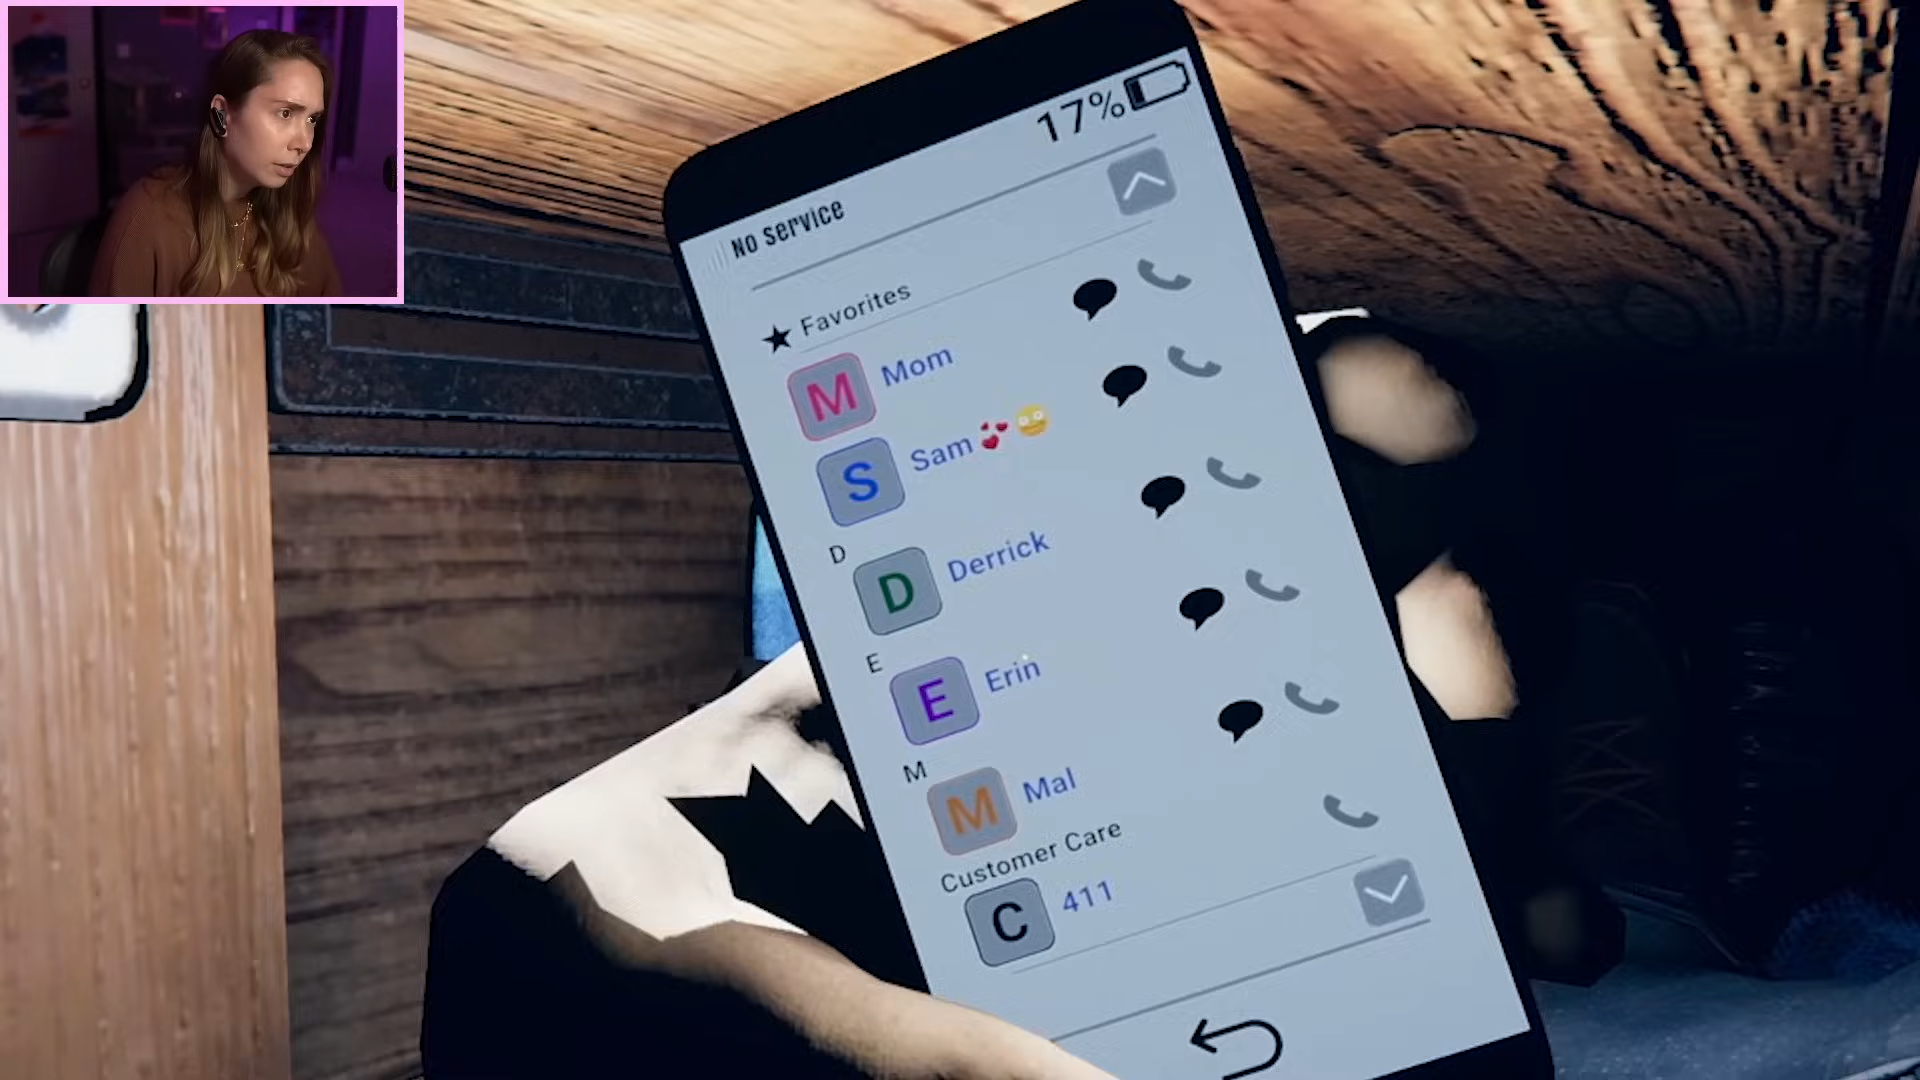 17%
No service
★ Favorites
M Mom
S Sam 💕
D
D Derrick
E
E Erin
M
M Mal
Customer Care
C 411